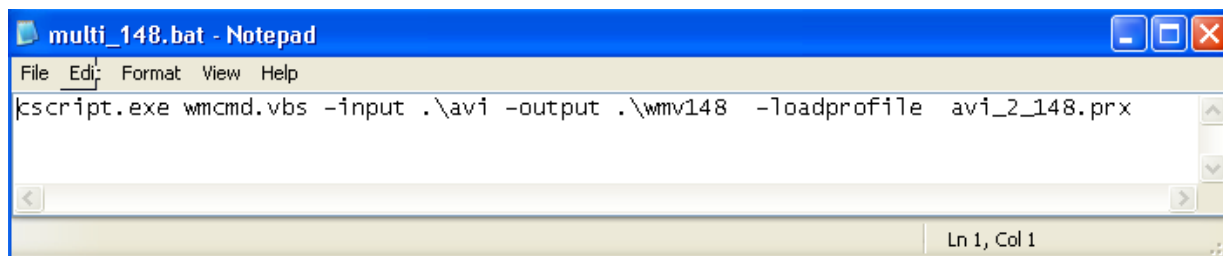 multi_148.bat - Notepad
File Edit Format View Help
cscript.exe wmcmd.vbs -input .\avi -output .\wmv148  -loadprofile  avi_2_148.prx
Ln 1, Col 1